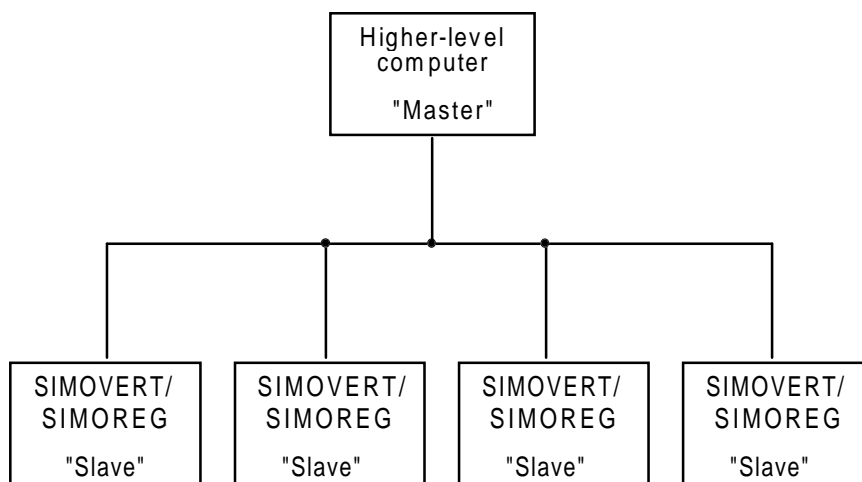 Higher-level
computer
"Master"
SIMOVERT/
SIMOREG
"Slave"
SIMOVERT/
SIMOREG
"Slave"
SIMOVERT/
SIMOREG
"Slave"
SIMOVERT/
SIMOREG
"Slave"